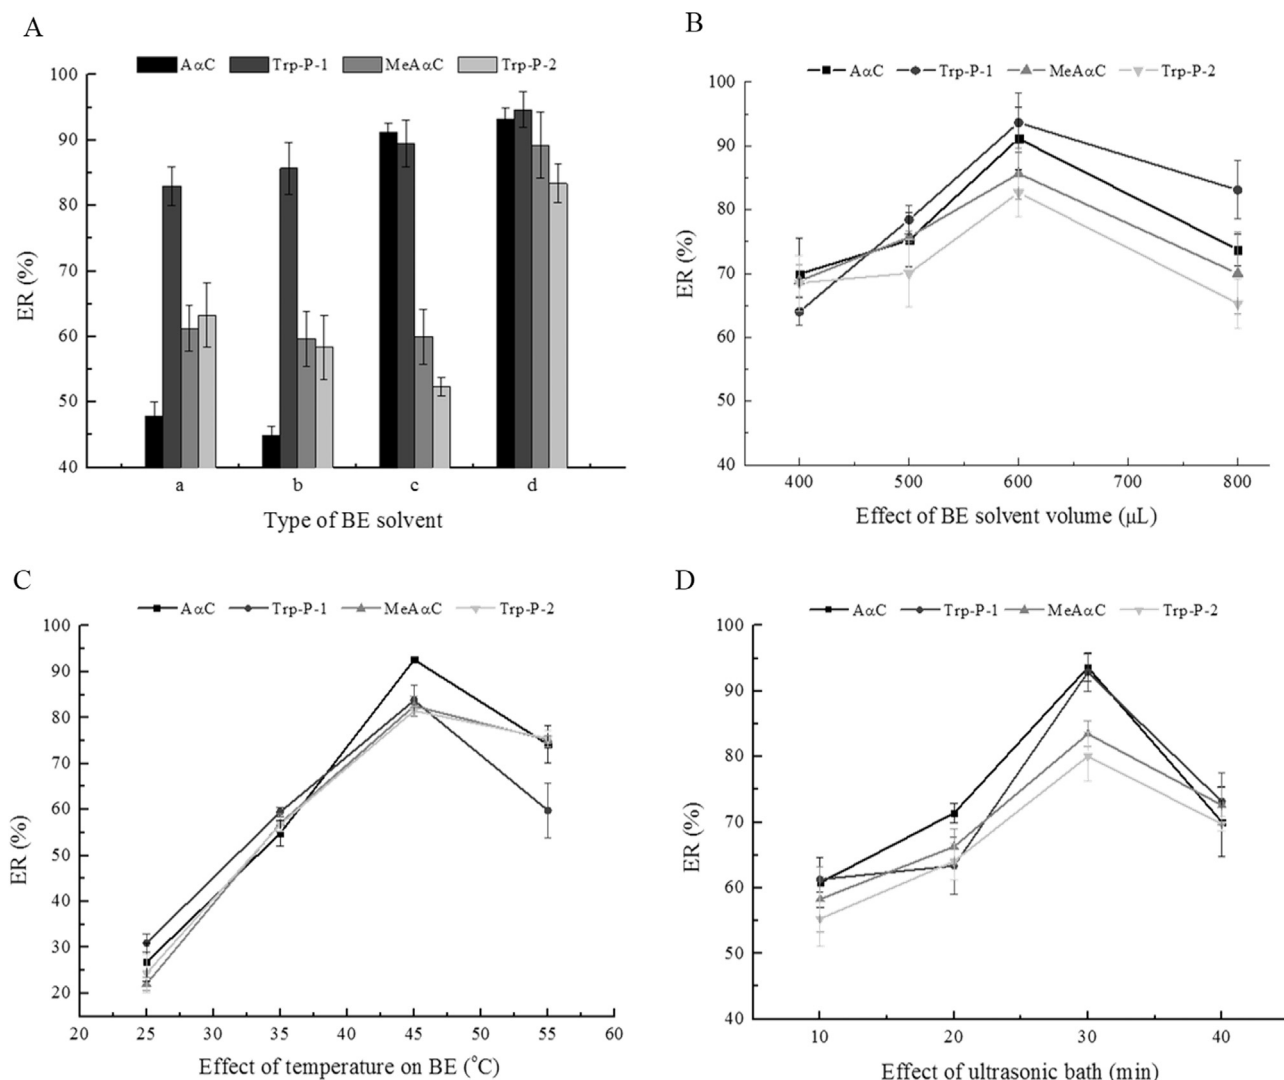 A
AαC Trp-P-1 MeAαC Trp-P-2
100
90
80
70
60
50
40
ER (%)
a b c d
Type of BE solvent
B
AαC Trp-P-1 MeAαC Trp-P-2
100
90
80
70
60
50
40
ER (%)
400 500 600 700 800
Effect of BE solvent volume (μL)
C
AαC Trp-P-1 MeAαC Trp-P-2
100
90
80
70
60
50
40
30
20
ER (%)
20 25 30 35 40 45 50 55 60
Effect of temperature on BE (°C)
D
AαC Trp-P-1 MeAαC Trp-P-2
100
90
80
70
60
50
40
ER (%)
10 20 30 40
Effect of ultrasonic bath (min)